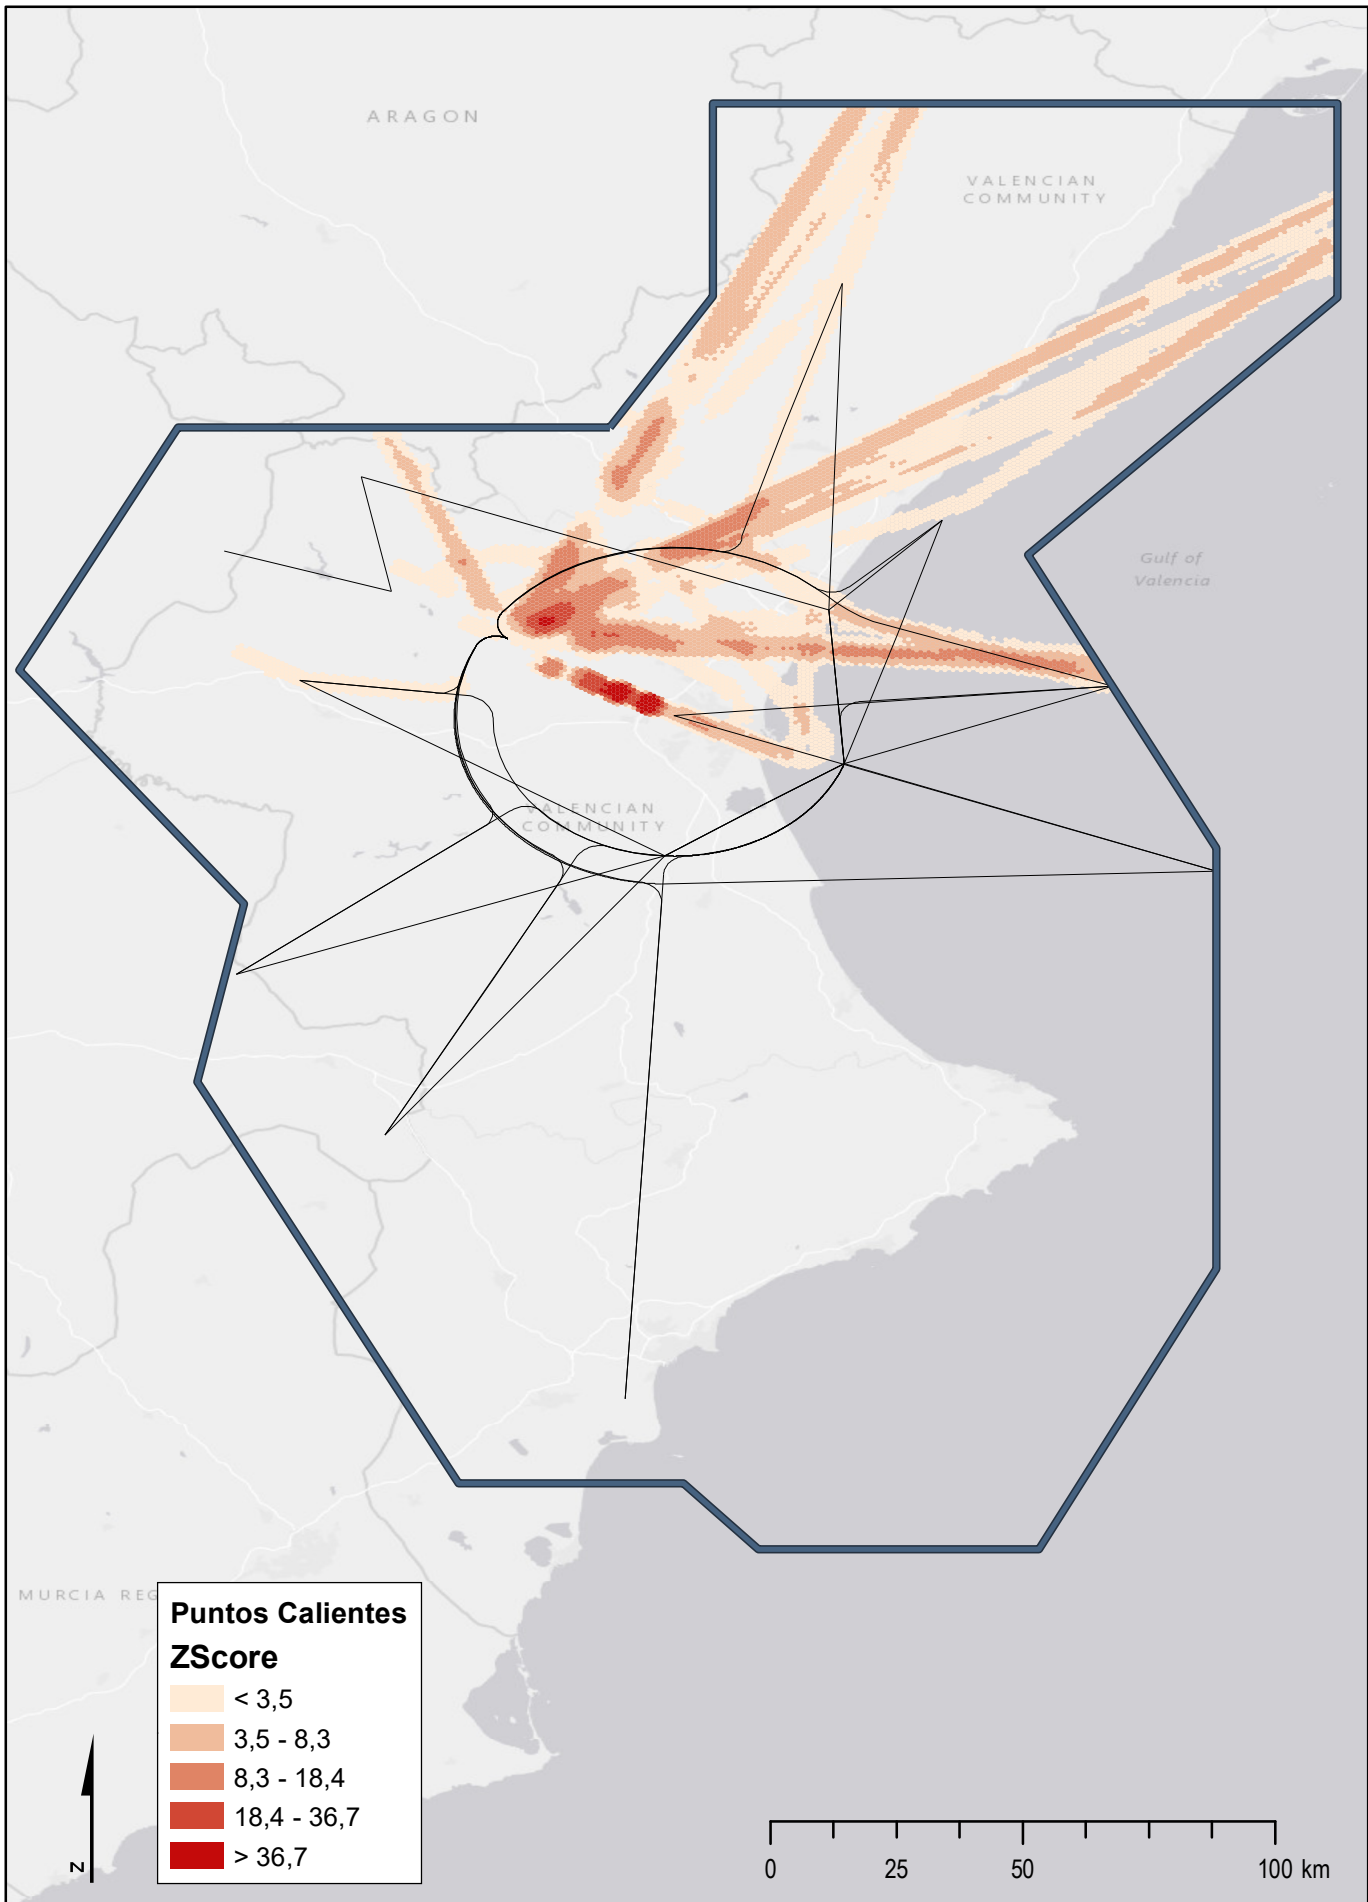 ARAGON
VALENCIAN
COMMUNITY
Gulf of
Valencia
VALENCIAN
COMMUNITY
MURCIA REG
Puntos Calientes
ZScore
< 3,5
3,5 - 8,3
8,3 - 18,4
18,4 - 36,7
> 36,7
N
0 25 50 100 km